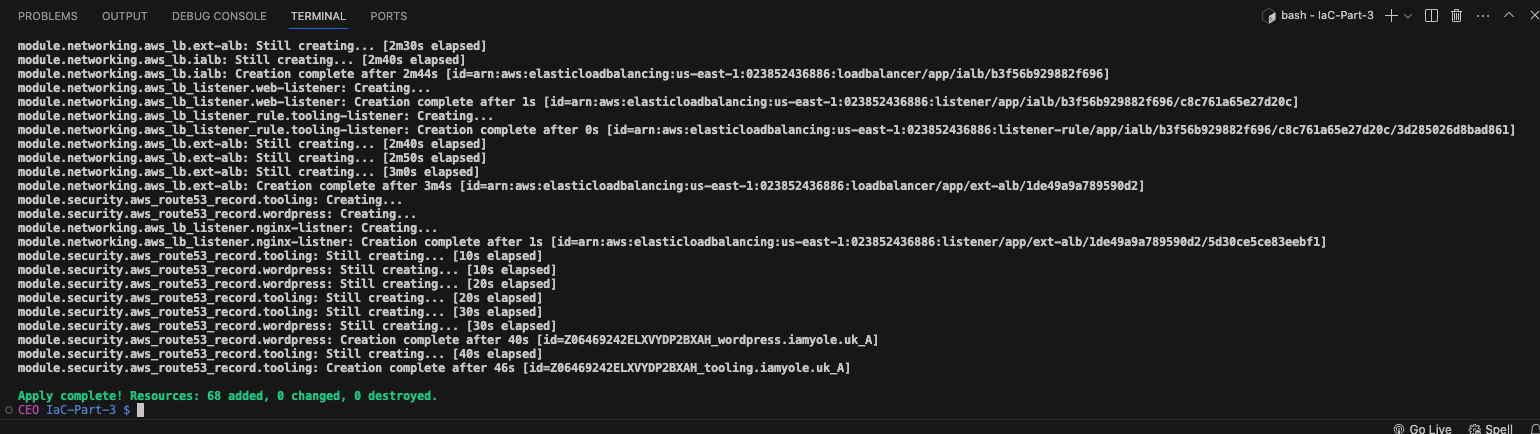 PROBLEMS OUTPUT DEBUG CONSOLE TERMINAL PORTS bash - IaC-Part-3
module.networking.aws_lb.ext-alb: Still creating... [2m30s elapsed]
module.networking.aws_lb.ialb: Still creating... [2m40s elapsed]
module.networking.aws_lb.ialb: Creation complete after 2m44s [id=arn:aws:elasticloadbalancing:us-east-1:023852436886:loadbalancer/app/ialb/b3f56b929882f696]
module.networking.aws_lb_listener.web-listener: Creating...
module.networking.aws_lb_listener.web-listener: Creation complete after 1s [id=arn:aws:elasticloadbalancing:us-east-1:023852436886:listener/app/ialb/b3f56b929882f696/c8c761a65e27d20c]
module.networking.aws_lb_listener_rule.tooling-listener: Creating...
module.networking.aws_lb_listener_rule.tooling-listener: Creation complete after 0s [id=arn:aws:elasticloadbalancing:us-east-1:023852436886:listener-rule/app/ialb/b3f56b929882f696/c8c761a65e27d20c/3d285026d8bad861]
module.networking.aws_lb.ext-alb: Still creating... [2m40s elapsed]
module.networking.aws_lb.ext-alb: Still creating... [2m50s elapsed]
module.networking.aws_lb.ext-alb: Still creating... [3m0s elapsed]
module.networking.aws_lb.ext-alb: Creation complete after 3m4s [id=arn:aws:elasticloadbalancing:us-east-1:023852436886:loadbalancer/app/ext-alb/1de49a9a789590d2]
module.security.aws_route53_record.tooling: Creating...
module.security.aws_route53_record.wordpress: Creating...
module.networking.aws_lb_listener.nginx-listner: Creating...
module.networking.aws_lb_listener.nginx-listner: Creation complete after 1s [id=arn:aws:elasticloadbalancing:us-east-1:023852436886:listener/app/ext-alb/1de49a9a789590d2/5d30ce5ce83eebf1]
module.security.aws_route53_record.tooling: Still creating... [10s elapsed]
module.security.aws_route53_record.wordpress: Still creating... [10s elapsed]
module.security.aws_route53_record.wordpress: Still creating... [20s elapsed]
module.security.aws_route53_record.tooling: Still creating... [20s elapsed]
module.security.aws_route53_record.tooling: Still creating... [30s elapsed]
module.security.aws_route53_record.wordpress: Still creating... [30s elapsed]
module.security.aws_route53_record.wordpress: Creation complete after 40s [id=Z06469242ELXVYDP2BXAH_wordpress.iamyole.uk_A]
module.security.aws_route53_record.tooling: Still creating... [40s elapsed]
module.security.aws_route53_record.tooling: Creation complete after 46s [id=Z06469242ELXVYDP2BXAH_tooling.iamyole.uk_A]
Apply complete! Resources: 68 added, 0 changed, 0 destroyed.
CEO IaC-Part-3 $
Go Live Spell